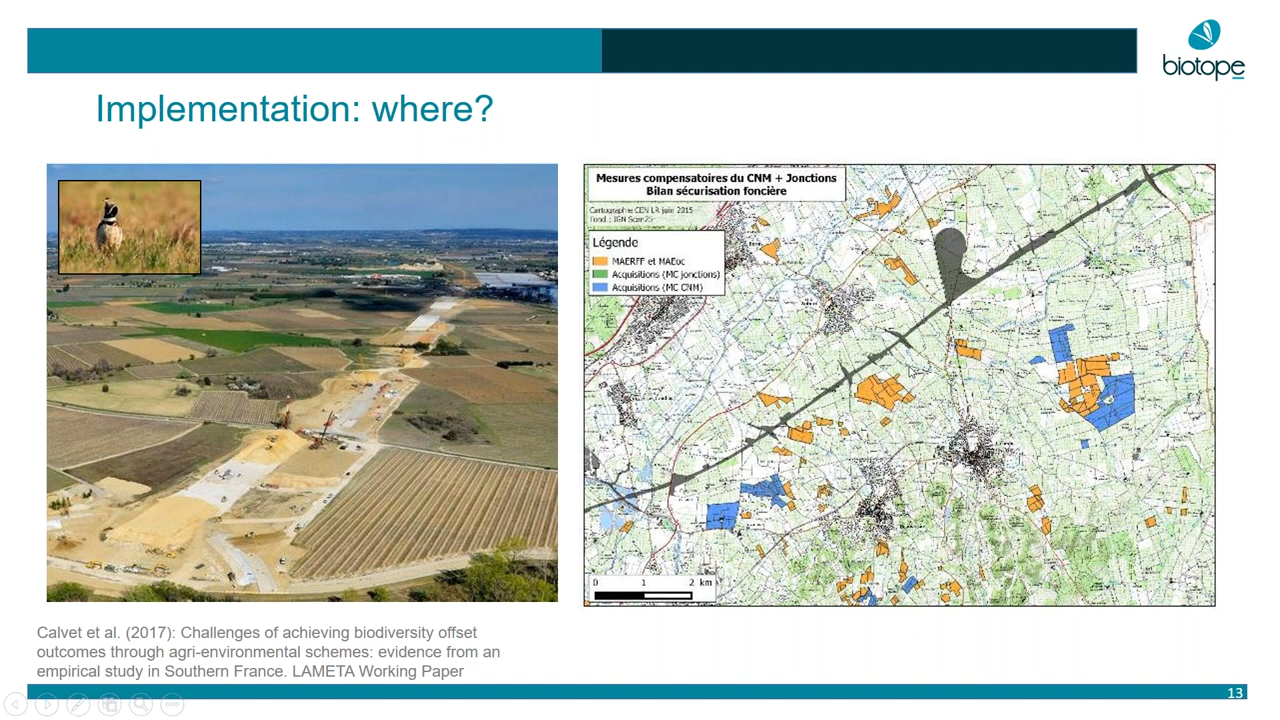 biotope
Implementation: where?
Mesures compensatoires du CNM + Jonctions
Bilan sécurisation foncière
Cartographie CEN LR juin 2015
Fond : IGN Scan25
Légende
MAERFF et MAEoc
Acquisitions (MC jonctions)
Acquisitions (MC CNM)
0 1 2 km
Calvet et al. (2017): Challenges of achieving biodiversity offset
outcomes through agri-environmental schemes: evidence from an
empirical study in Southern France. LAMETA Working Paper
13